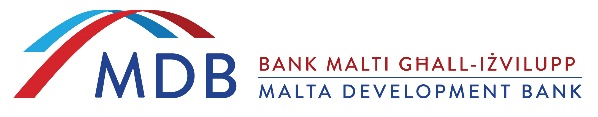 MDB
BANK MALTI GĦALL-IŻVILUPP
MALTA DEVELOPMENT BANK